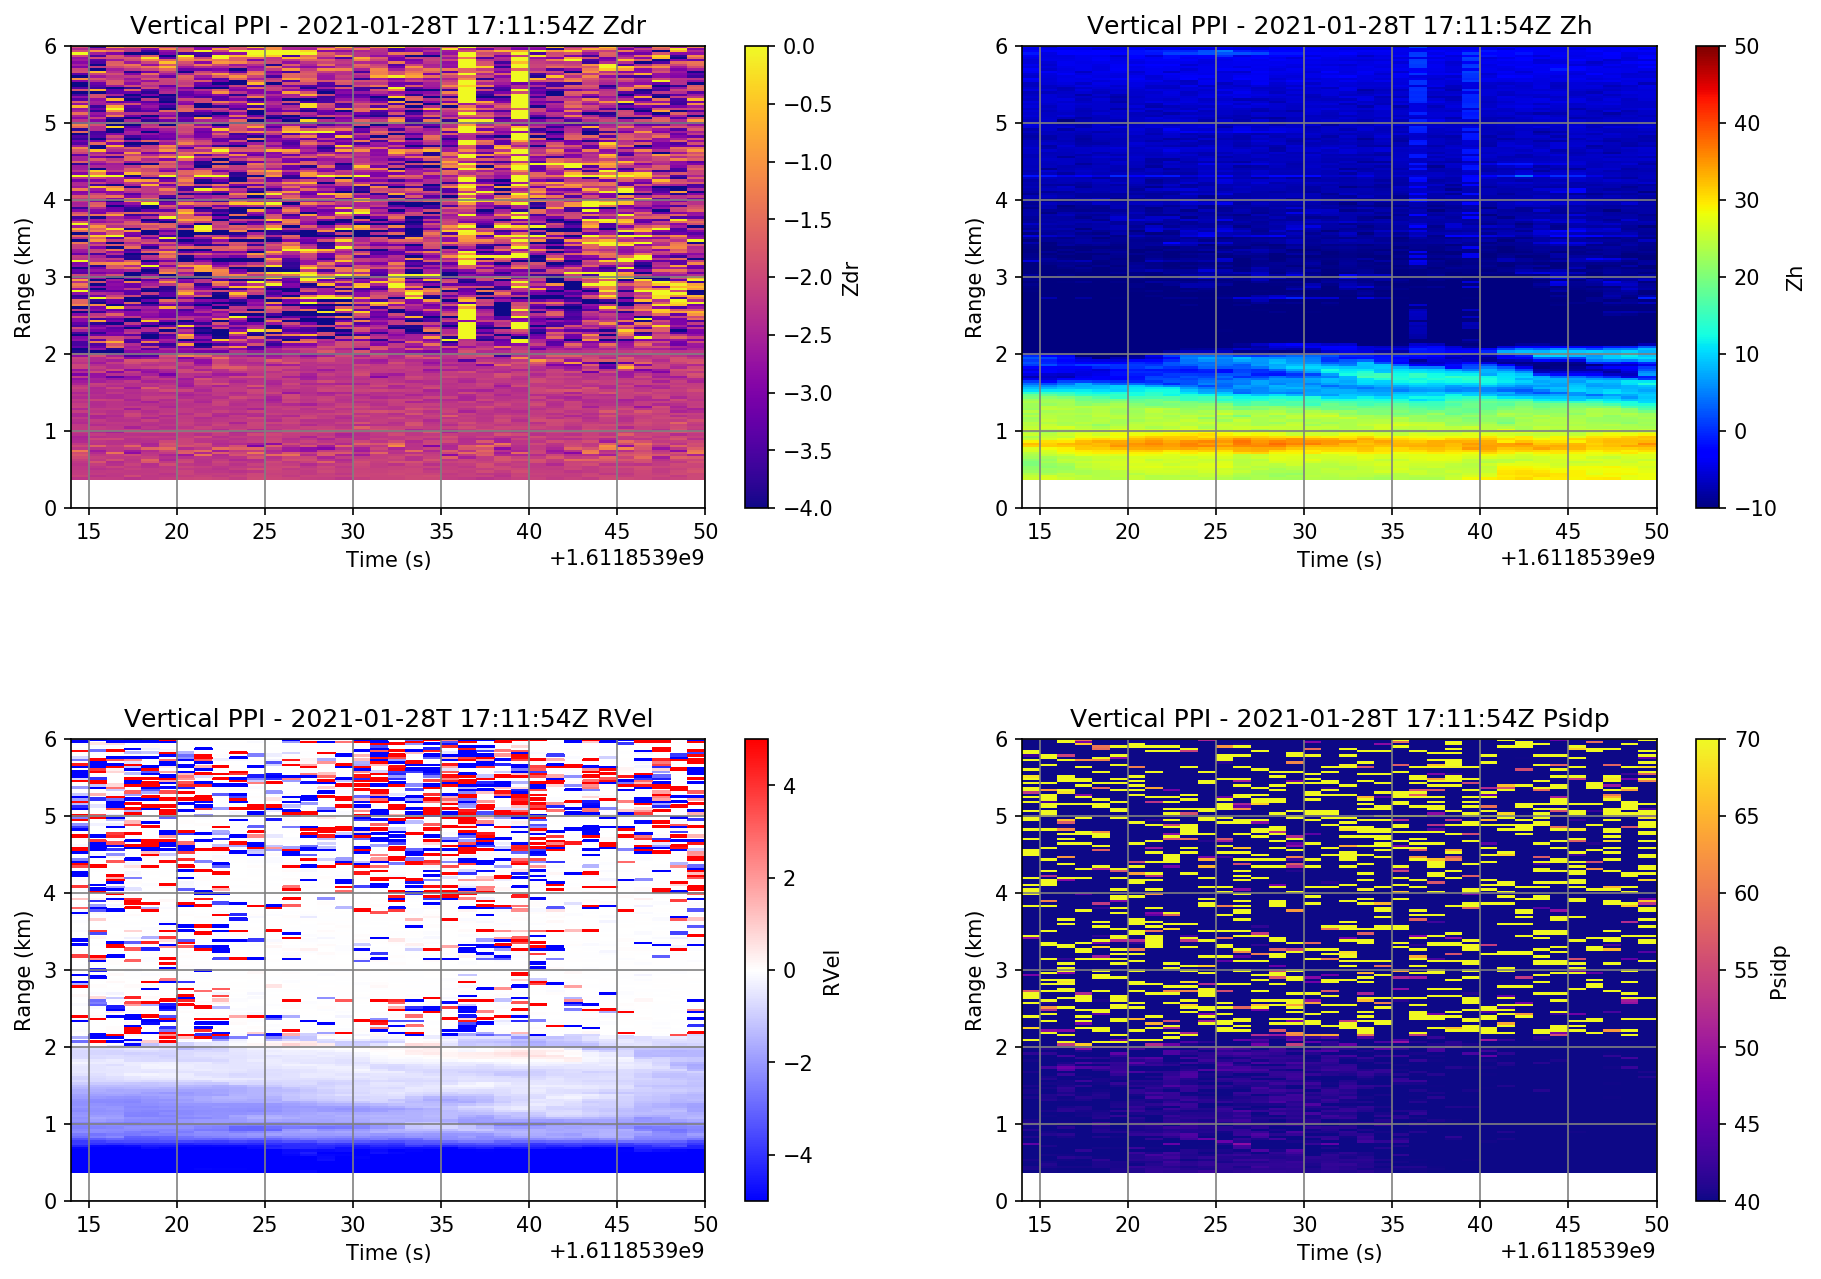 Vertical PPI - 2021-01-28T 17:11:54Z Zdr
6
5
4
3
2
1
0
Range (km)
15 20 25 30 35 40 45 50
Time (s)
+1.6118539e9
0.0
−0.5
−1.0
−1.5
−2.0
−2.5
−3.0
−3.5
−4.0
Zdr
Vertical PPI - 2021-01-28T 17:11:54Z Zh
6
5
4
3
2
1
0
Range (km)
15 20 25 30 35 40 45 50
Time (s)
+1.6118539e9
50
40
30
20
10
0
−10
Zh
Vertical PPI - 2021-01-28T 17:11:54Z RVel
6
5
4
3
2
1
0
Range (km)
15 20 25 30 35 40 45 50
Time (s)
+1.6118539e9
4
2
0
−2
−4
RVel
Vertical PPI - 2021-01-28T 17:11:54Z Psidp
6
5
4
3
2
1
0
Range (km)
15 20 25 30 35 40 45 50
Time (s)
+1.6118539e9
70
65
60
55
50
45
40
Psidp